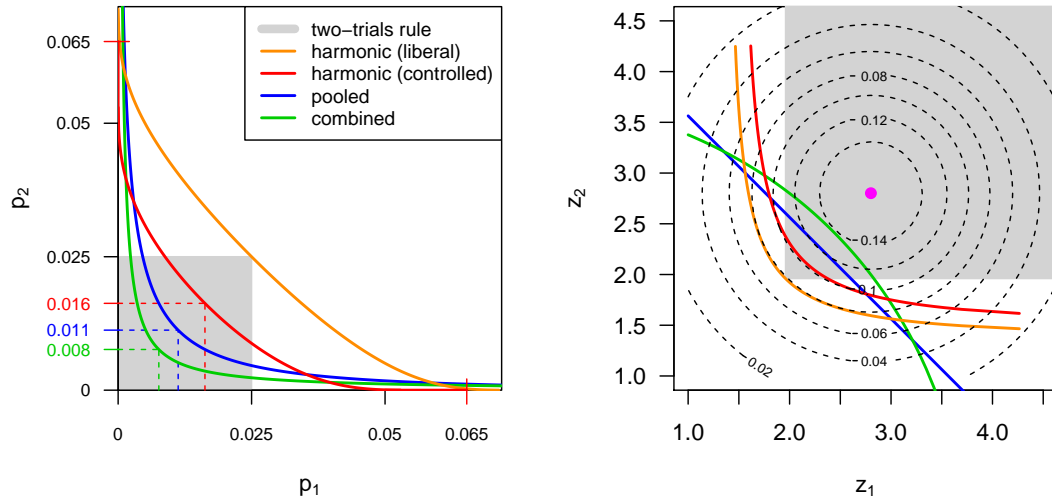 two−trials rule
harmonic (liberal)
harmonic (controlled)
pooled
combined
0.065
0.05
0.025
0.016
0.011
0.008
0
p2
0 0.025 0.05 0.065
p1
4.5
4.0
3.5
3.0
2.5
2.0
1.5
1.0
z2
0.08
0.12
0.14
0.1
0.06
0.04
0.02
1.0 2.0 3.0 4.0
z1